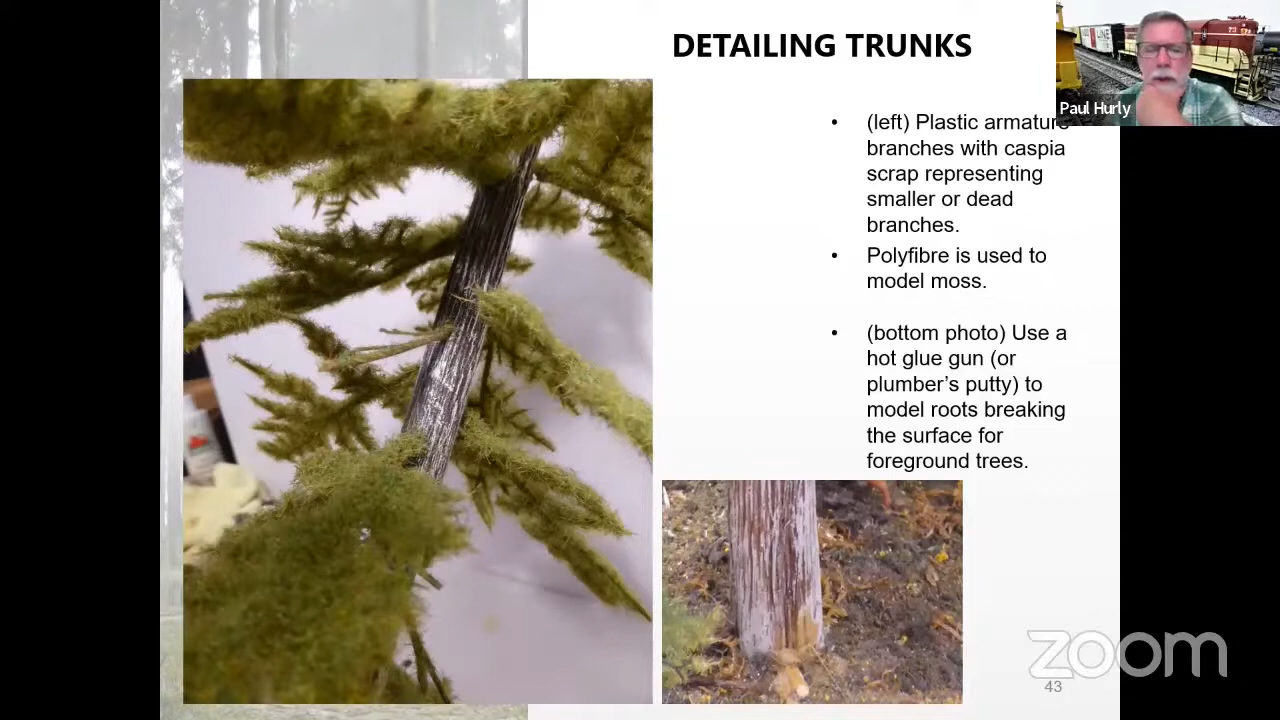 DETAILING TRUNKS
Paul Hurly
• (left) Plastic armature
branches with caspia
scrap representing
smaller or dead
branches.
• Polyfibre is used to
model moss.
• (bottom photo) Use a
hot glue gun (or
plumber’s putty) to
model roots breaking
the surface for
foreground trees.
zoom
43